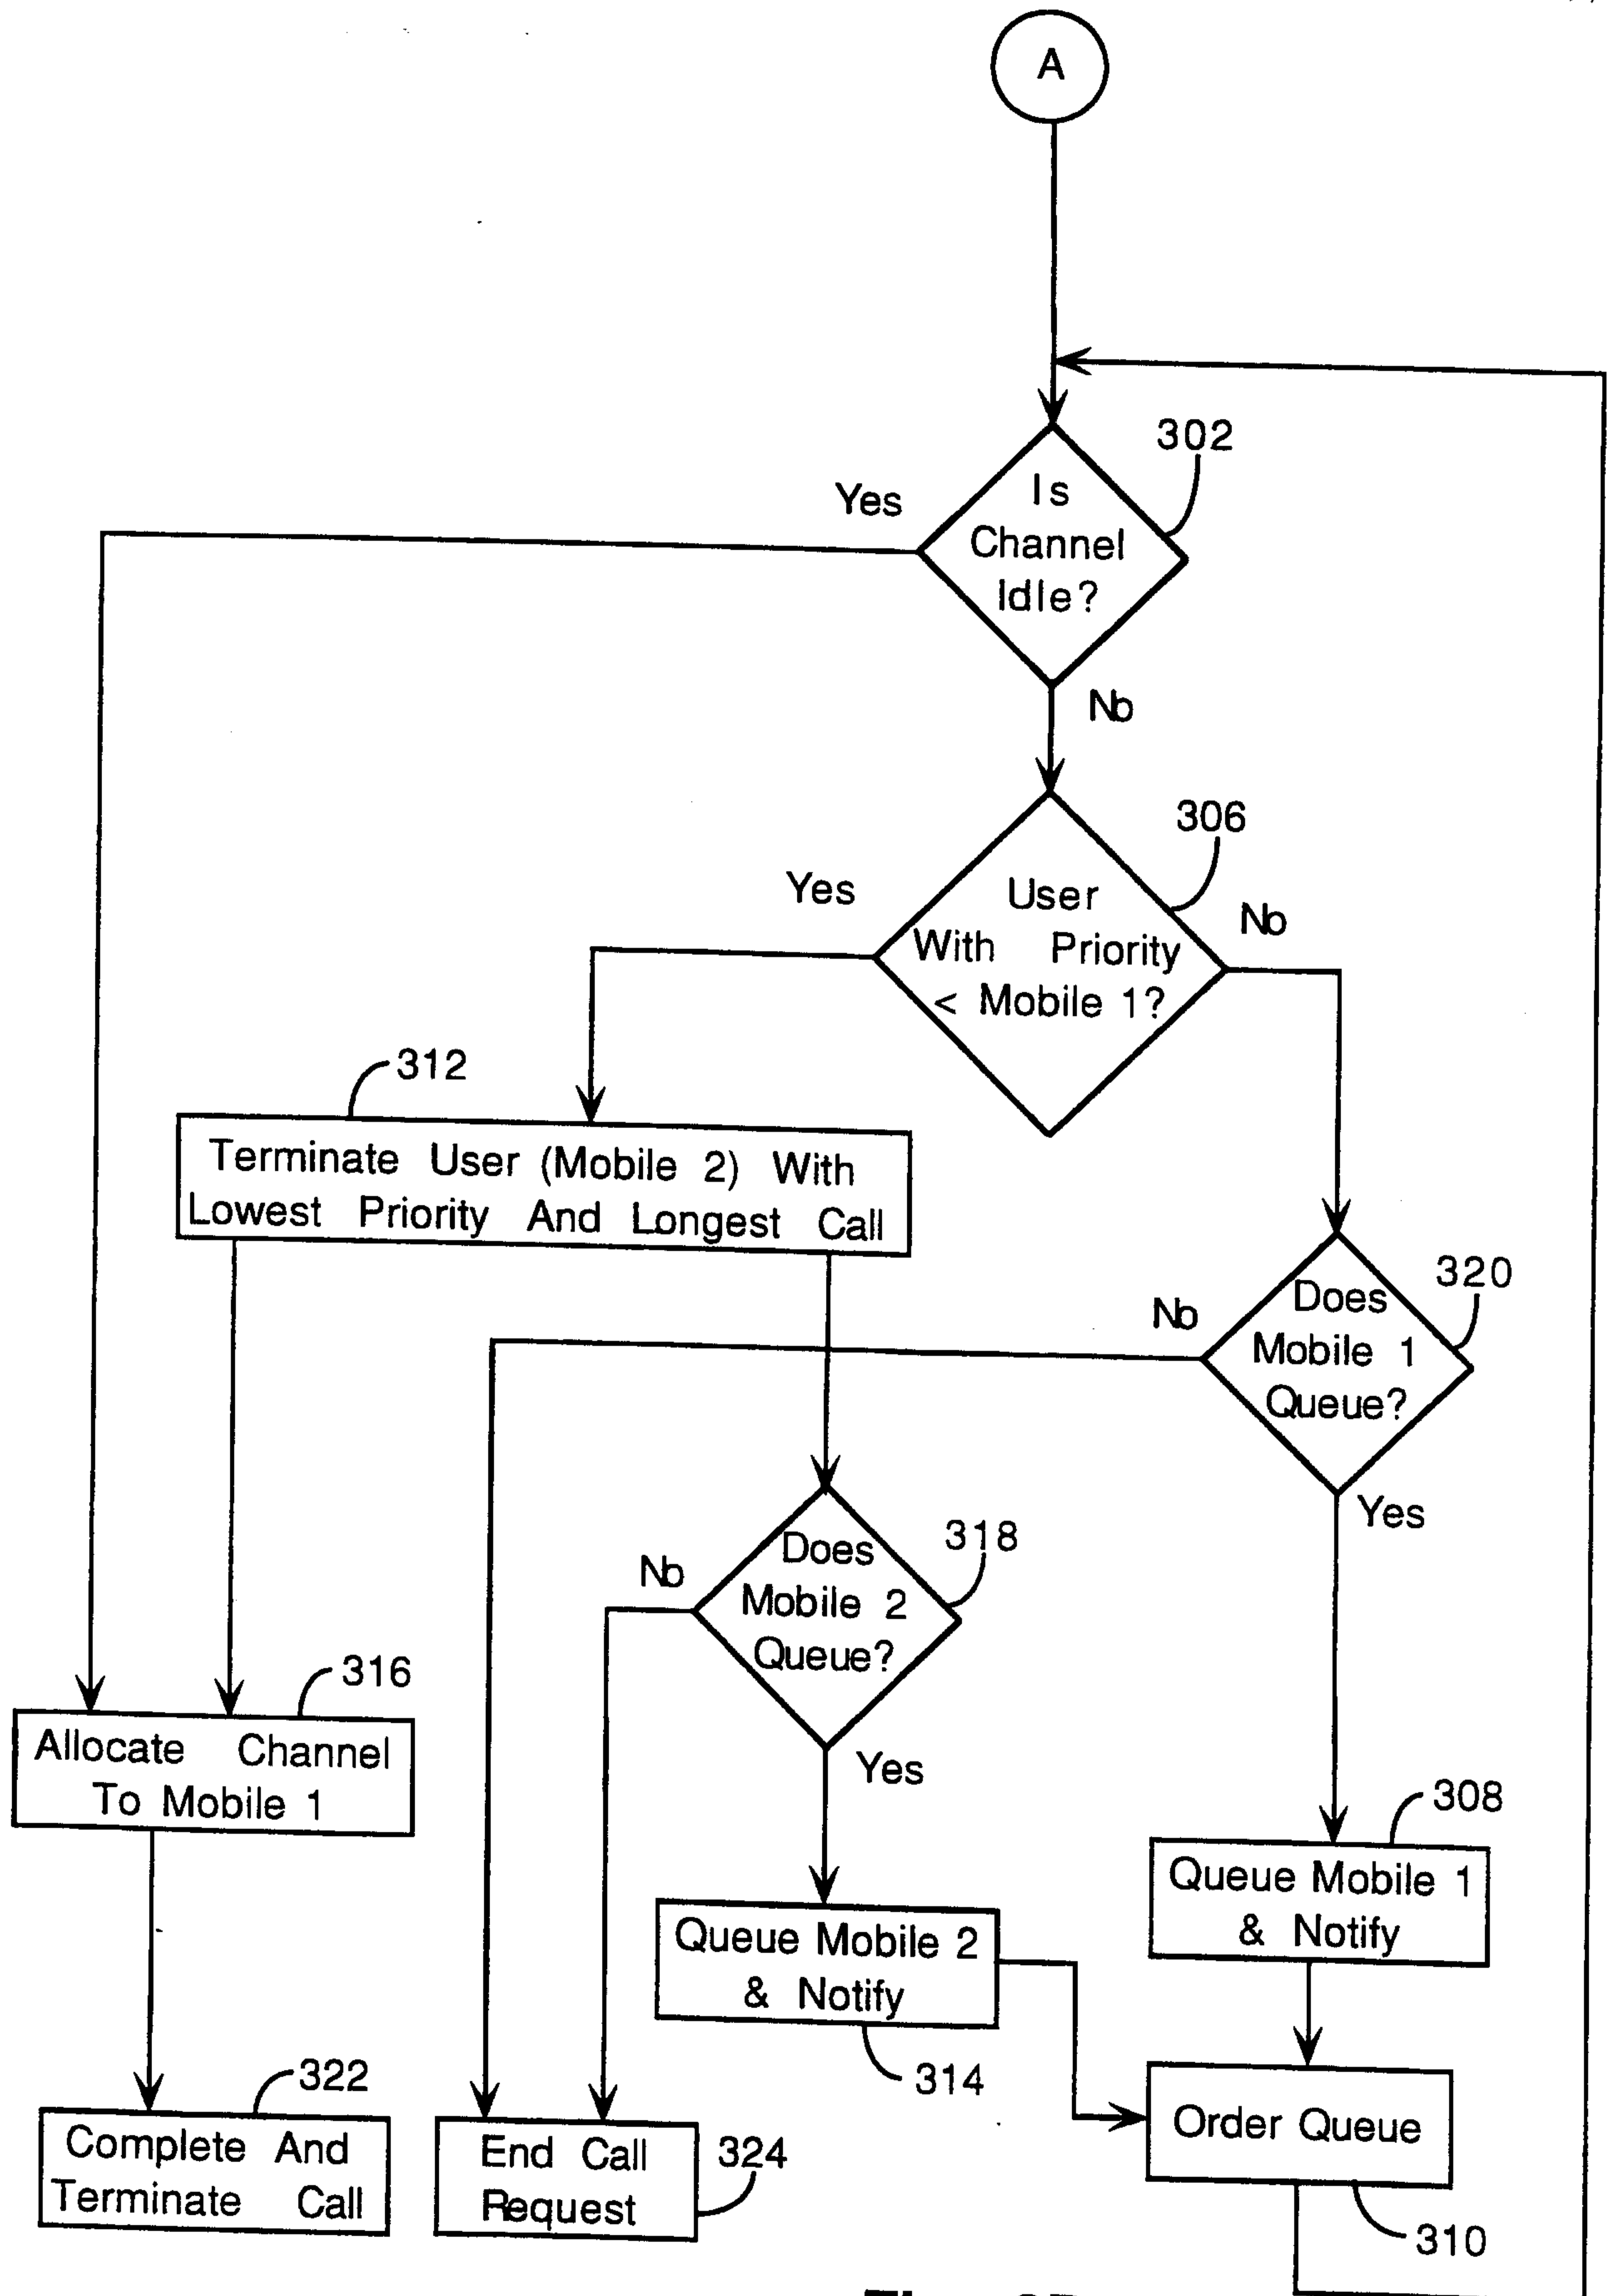 A
302
Yes
Is
Channel
Idle?
No
306
Yes
User
No
With Priority
< Mobile 1?
312
Terminate User (Mobile 2) With
Lowest Priority And Longest Call
320
No
Does
Mobile 1
Queue?
Yes
318
No
Does
Mobile 2
Queue?
Yes
316
Allocate Channel
To Mobile 1
308
Queue Mobile 1
& Notify
Queue Mobile 2
& Notify
314
322
Complete And
Terminate Call
End Call
Request
324
Order Queue
310